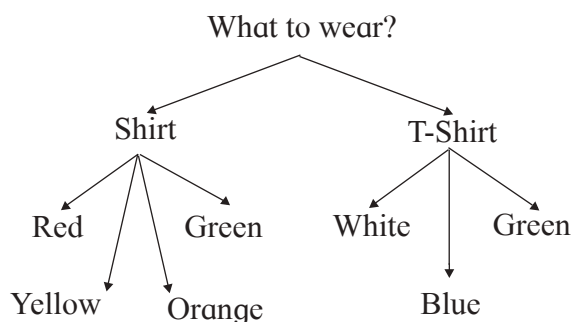 What to wear?
Shirt
T-Shirt
Red
Green
White
Green
Yellow
Orange
Blue